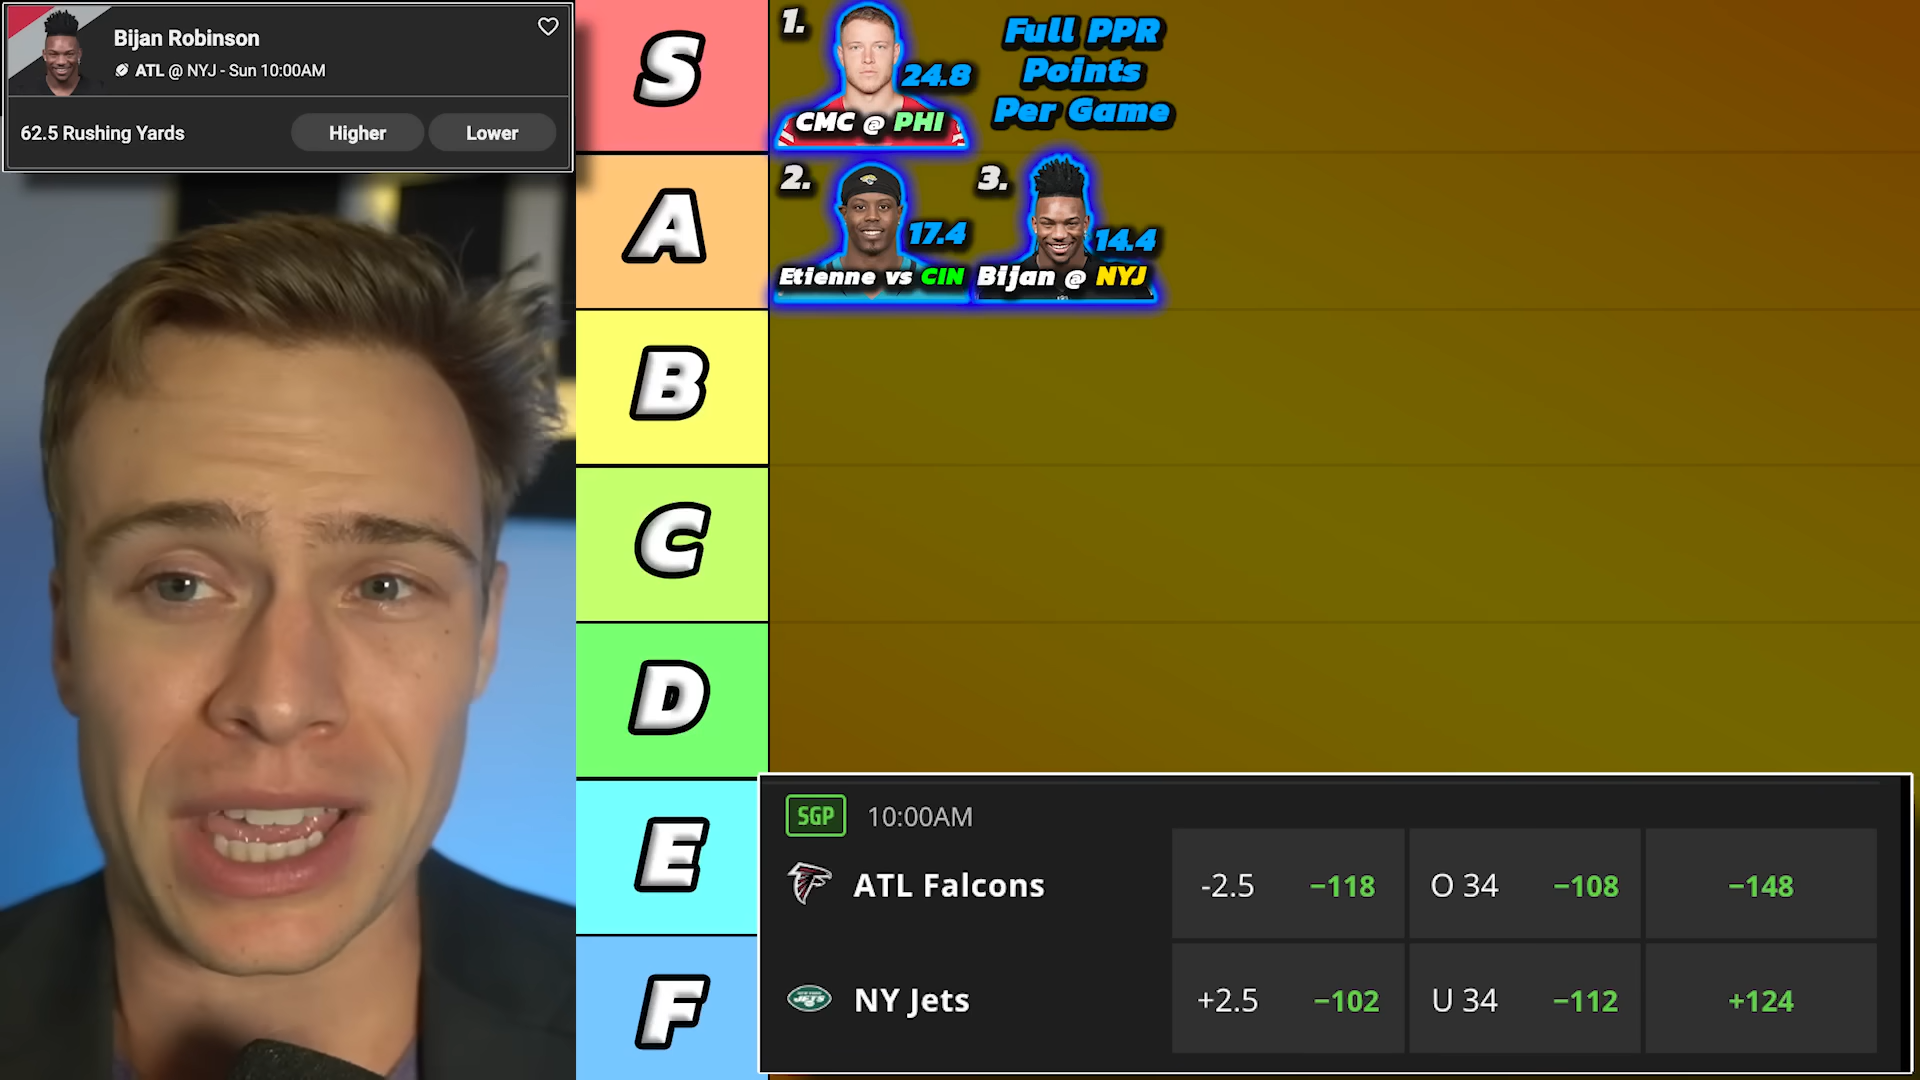 Bijan Robinson
ATL @ NYJ - Sun 10:00AM
62.5 Rushing Yards
Higher
Lower
S
1.
24.8
CMC @ PHI
Full PPR
Points
Per Game
A
2.
17.4
Etienne vs CIN
3.
14.4
Bijan @ NYJ
B
C
D
E
F
SGP
10:00AM
ATL Falcons
-2.5 −118
O 34 −108
−148
NY Jets
+2.5 −102
U 34 −112
+124